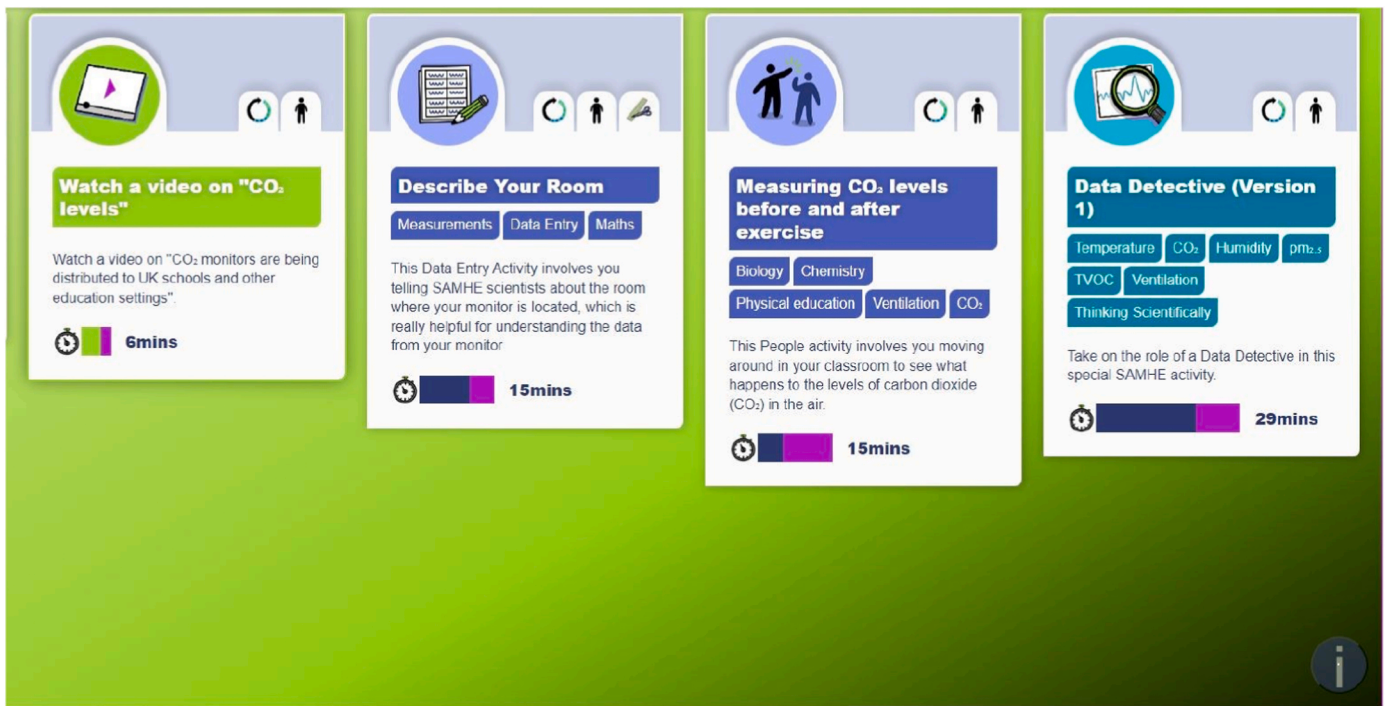 Watch a video on "CO₂
levels"
Watch a video on "CO₂ monitors are being
distributed to UK schools and other
education settings".
6mins
Describe Your Room
Measurements
Data Entry
Maths
This Data Entry Activity involves you
telling SAMHE scientists about the room
where your monitor is located, which is
really helpful for understanding the data
from your monitor
15mins
Measuring CO₂ levels
before and after
exercise
Biology
Chemistry
Physical education
Ventilation
CO₂
This People activity involves you moving
around in your classroom to see what
happens to the levels of carbon dioxide
(CO₂) in the air.
15mins
Data Detective (Version
1)
Temperature
CO₂
Humidity
pm₂.₅
TVOC
Ventilation
Thinking Scientifically
Take on the role of a Data Detective in this
special SAMHE activity.
29mins
i